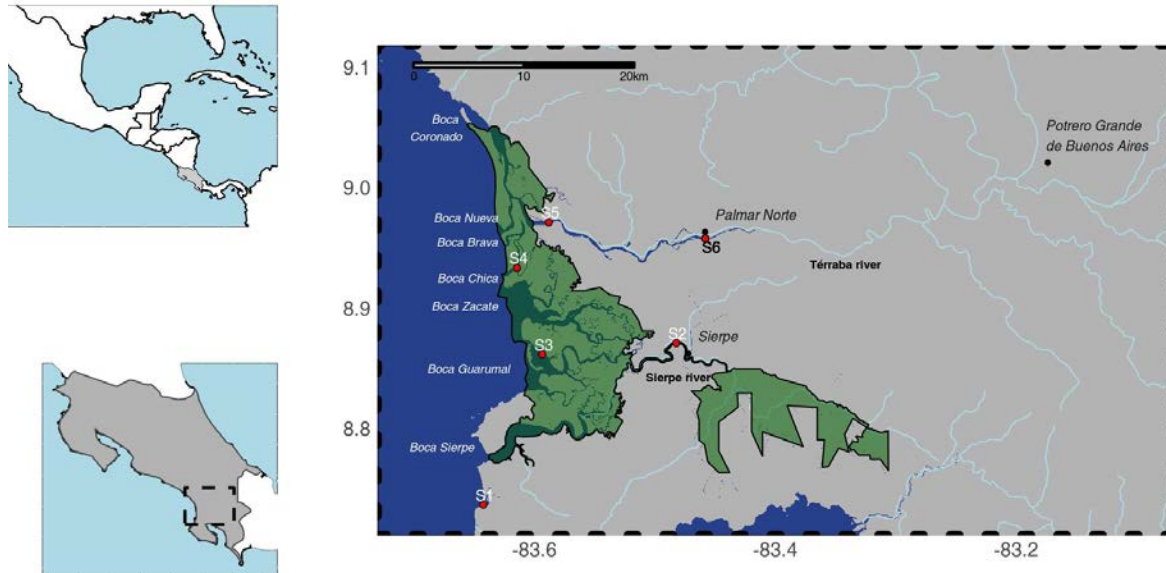 9.1
9.0
8.9
8.8
0
10
20km
Boca
Coronado
Potrero Grande
de Buenos Aires
Boca Nueva
S5
Palmar Norte
S6
Boca Brava
S4
Térraba river
Boca Chica
Boca Zacate
S2
Sierpe
S3
Boca Guarumal
Sierpe river
Boca Sierpe
S1
-83.6
-83.4
-83.2